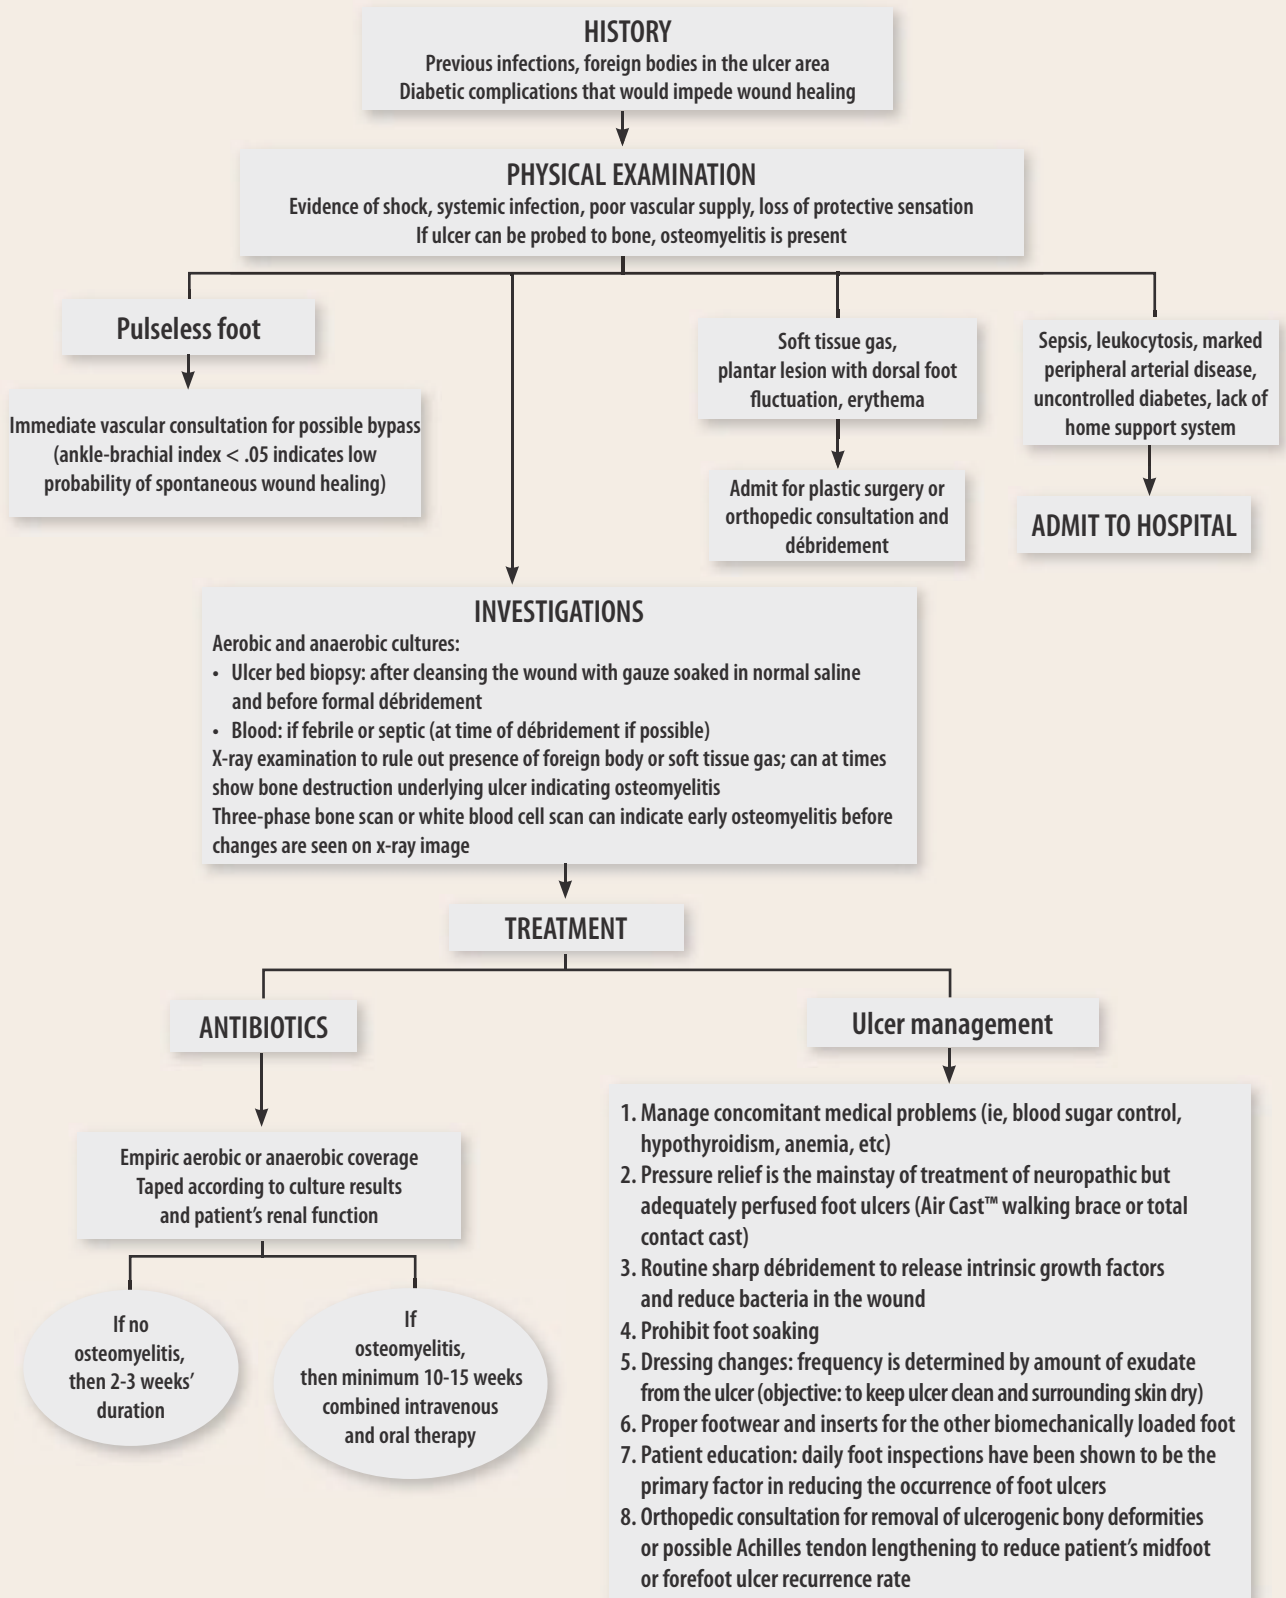 HISTORY
Previous infections, foreign bodies in the ulcer area
Diabetic complications that would impede wound healing
PHYSICAL EXAMINATION
Evidence of shock, systemic infection, poor vascular supply, loss of protective sensation
If ulcer can be probed to bone, osteomyelitis is present
Pulseless foot
Immediate vascular consultation for possible bypass
(ankle-brachial index < .05 indicates low
probability of spontaneous wound healing)
Soft tissue gas,
plantar lesion with dorsal foot
fluctuation, erythema
Admit for plastic surgery or
orthopedic consultation and
débridement
Sepsis, leukocytosis, marked
peripheral arterial disease,
uncontrolled diabetes, lack of
home support system
ADMIT TO HOSPITAL
INVESTIGATIONS
Aerobic and anaerobic cultures:
• Ulcer bed biopsy: after cleansing the wound with gauze soaked in normal saline
and before formal débridement
• Blood: if febrile or septic (at time of débridement if possible)
X-ray examination to rule out presence of foreign body or soft tissue gas; can at times
show bone destruction underlying ulcer indicating osteomyelitis
Three-phase bone scan or white blood cell scan can indicate early osteomyelitis before
changes are seen on x-ray image
TREATMENT
ANTIBIOTICS
Empiric aerobic or anaerobic coverage
Taped according to culture results
and patient's renal function
If no
osteomyelitis,
then 2-3 weeks'
duration
If
osteomyelitis,
then minimum 10-15 weeks
combined intravenous
and oral therapy
Ulcer management
1. Manage concomitant medical problems (ie, blood sugar control,
hypothyroidism, anemia, etc)
2. Pressure relief is the mainstay of treatment of neuropathic but
adequately perfused foot ulcers (Air Cast™ walking brace or total
contact cast)
3. Routine sharp débridement to release intrinsic growth factors
and reduce bacteria in the wound
4. Prohibit foot soaking
5. Dressing changes: frequency is determined by amount of exudate
from the ulcer (objective: to keep ulcer clean and surrounding skin dry)
6. Proper footwear and inserts for the other biomechanically loaded foot
7. Patient education: daily foot inspections have been shown to be the
primary factor in reducing the occurrence of foot ulcers
8. Orthopedic consultation for removal of ulcerogenic bony deformities
or possible Achilles tendon lengthening to reduce patient's midfoot
or forefoot ulcer recurrence rate